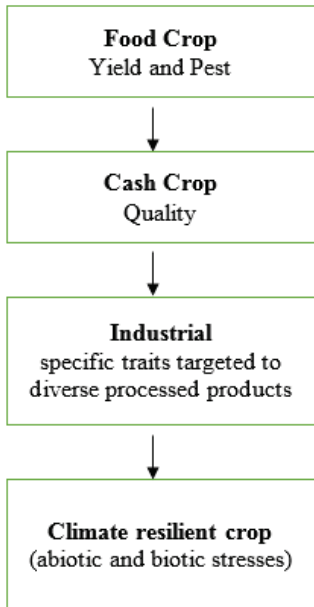 Food Crop
Yield and Pest
Cash Crop
Quality
Industrial
specific traits targeted to
diverse processed products
Climate resilient crop
(abiotic and biotic stresses)